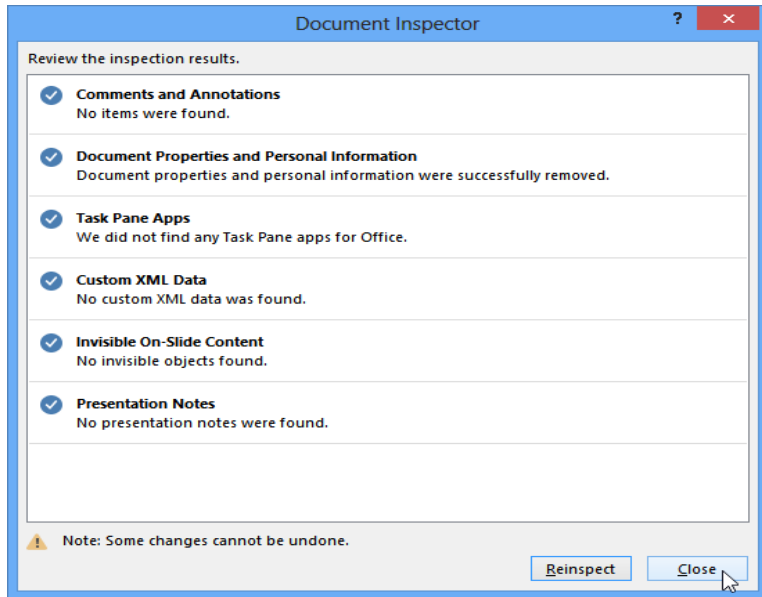 Document Inspector
?
Review the inspection results.
Comments and Annotations
No items were found.
Document Properties and Personal Information
Document properties and personal information were successfully removed.
Task Pane Apps
We did not find any Task Pane apps for Office.
Custom XML Data
No custom XML data was found.
Invisible On-Slide Content
No invisible objects found.
Presentation Notes
No presentation notes were found.
Note: Some changes cannot be undone.
Reinspect Close